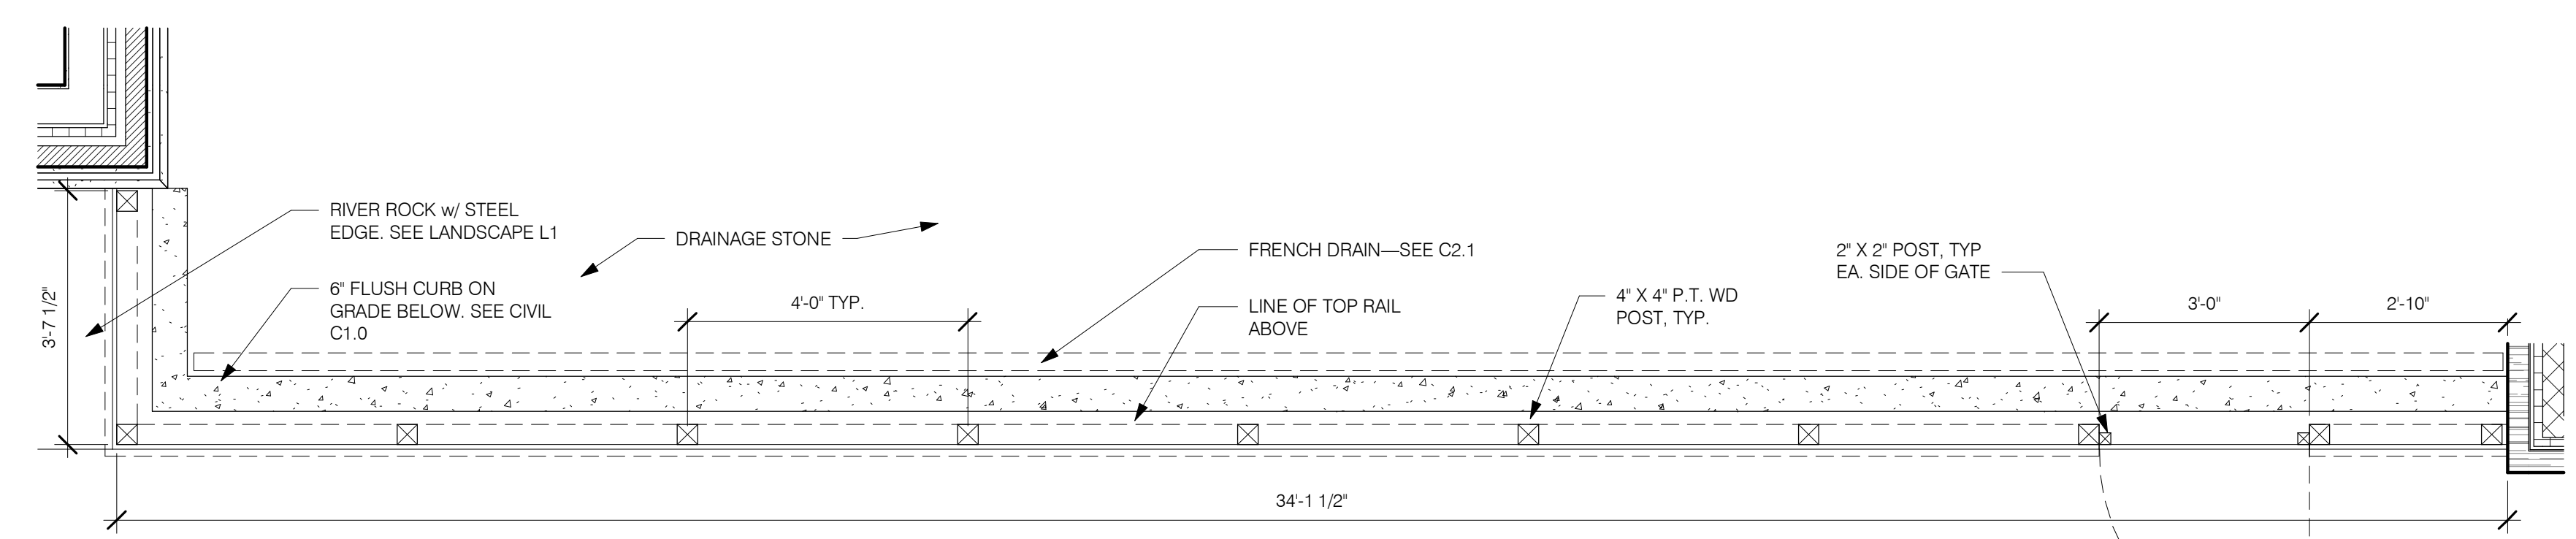 RIVER ROCK w/ STEEL
EDGE. SEE LANDSCAPE L1
6" FLUSH CURB ON
GRADE BELOW. SEE CIVIL
C1.0
3'-7 1/2"
DRAINAGE STONE
4'-0" TYP.
FRENCH DRAIN—SEE C2.1
LINE OF TOP RAIL
ABOVE
4" X 4" P.T. WD
POST, TYP.
2" X 2" POST, TYP
EA. SIDE OF GATE
3'-0"
2'-10"
34'-1 1/2"